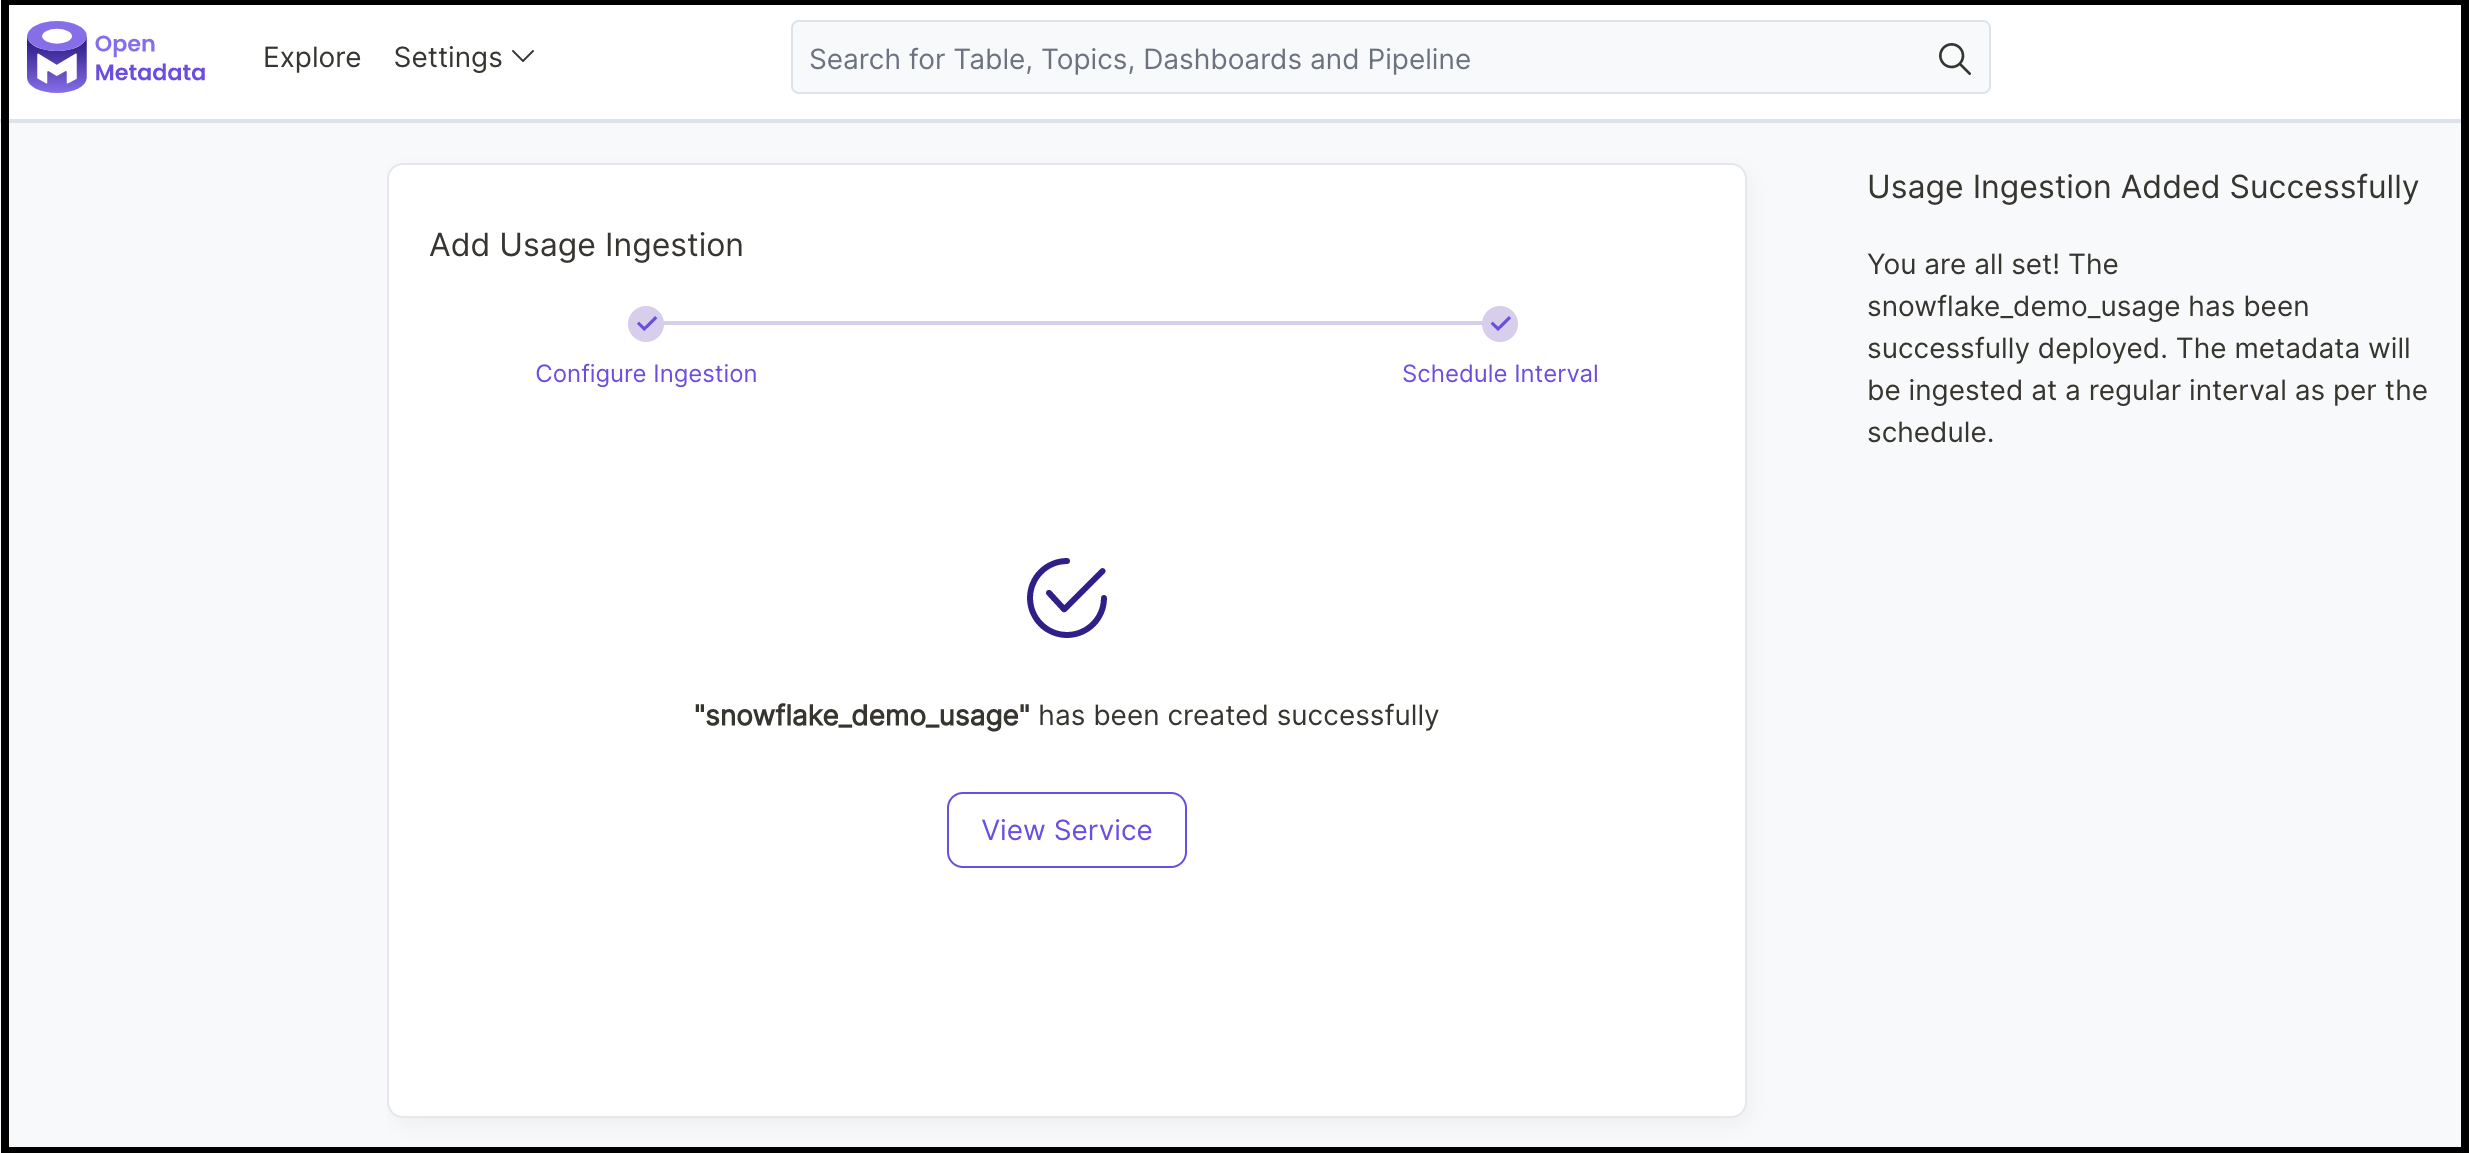 Open
Metadata
Explore
Settings
Search for Table, Topics, Dashboards and Pipeline
Add Usage Ingestion
Configure Ingestion
Schedule Interval
"snowflake_demo_usage" has been created successfully
View Service
Usage Ingestion Added Successfully
You are all set! The
snowflake_demo_usage has been
successfully deployed. The metadata will
be ingested at a regular interval as per the
schedule.